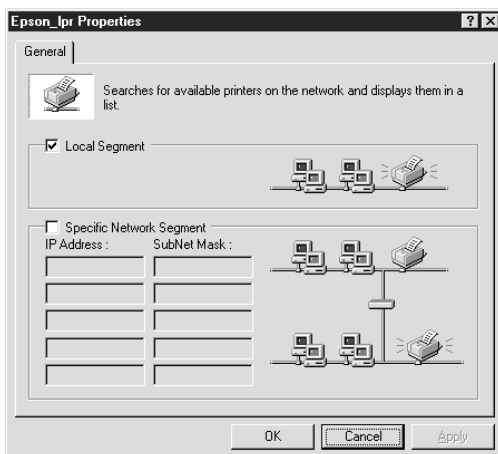 Epson_lpr Properties
General
Searches for available printers on the network and displays them in a
list.
Local Segment
Specific Network Segment
IP Address : SubNet Mask :
OK Cancel Apply